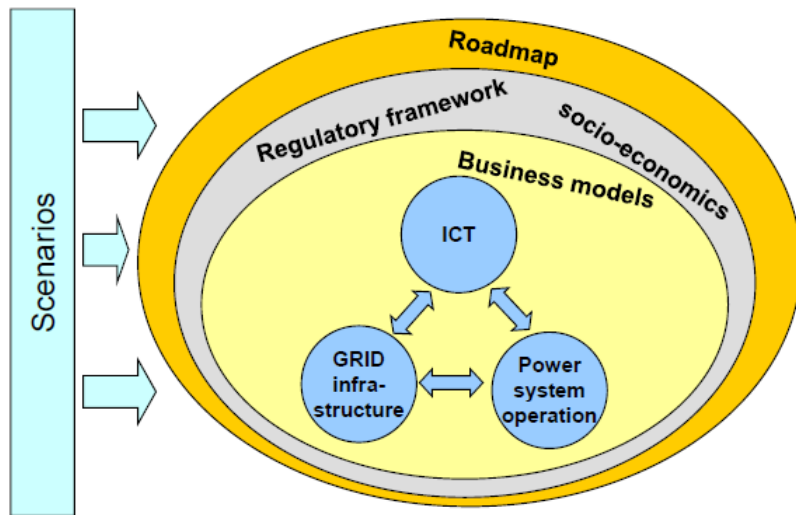 Scenarios
Roadmap
Regulatory framework
socio-economics
Business models
ICT
GRID
infra-
structure
Power
system
operation